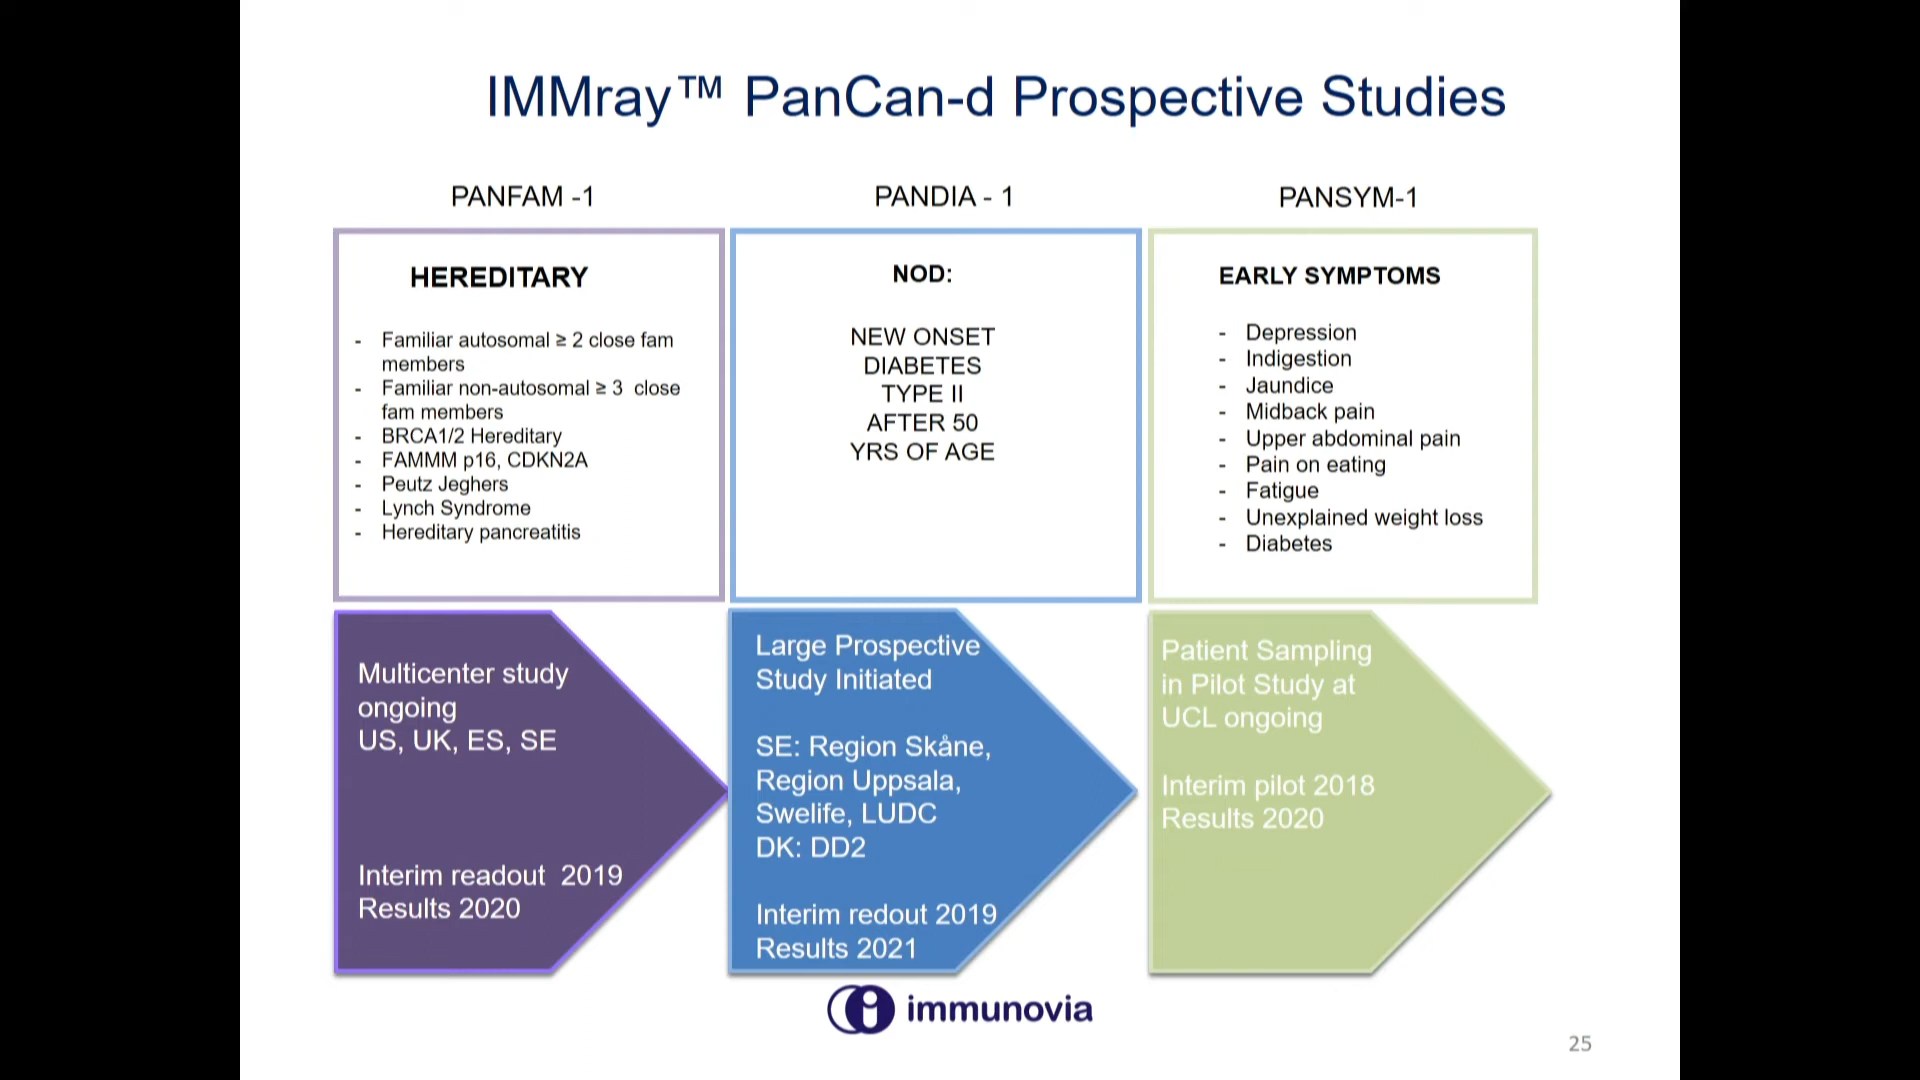 IMMray™ PanCan-d Prospective Studies
PANFAM -1
HEREDITARY
- Familiar autosomal ≥ 2 close fam
members
- Familiar non-autosomal ≥ 3 close
fam members
- BRCA1/2 Hereditary
- FAMMM p16, CDKN2A
- Peutz Jeghers
- Lynch Syndrome
- Hereditary pancreatitis
Multicenter study
ongoing
US, UK, ES, SE
Interim readout 2019
Results 2020
PANDIA - 1
NOD:
NEW ONSET
DIABETES
TYPE II
AFTER 50
YRS OF AGE
Large Prospective
Study Initiated
SE: Region Skåne,
Region Uppsala,
Swelife, LUDC
DK: DD2
Interim redout 2019
Results 2021
PANSYM-1
EARLY SYMPTOMS
- Depression
- Indigestion
- Jaundice
- Midback pain
- Upper abdominal pain
- Pain on eating
- Fatigue
- Unexplained weight loss
- Diabetes
Patient Sampling
in Pilot Study at
UCL ongoing
Interim pilot 2018
Results 2020
immunovia
25